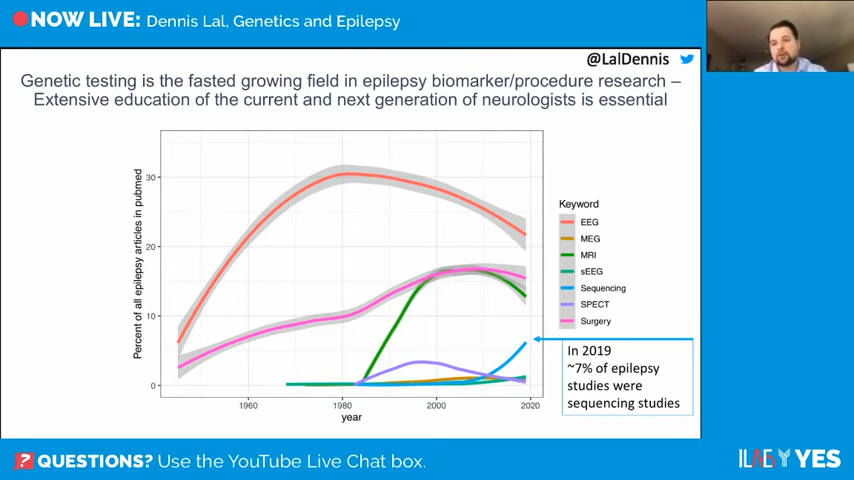 NOW LIVE: Dennis Lal, Genetics and Epilepsy
@LalDennis
Genetic testing is the fasted growing field in epilepsy biomarker/procedure research –
Extensive education of the current and next generation of neurologists is essential
Percent of all epilepsy articles in pubmed
30
20
10
0
1960
1980
2000
2020
year
Keyword
EEG
MEG
MRI
sEEG
Sequencing
SPECT
Surgery
In 2019
~7% of epilepsy
studies were
sequencing studies
? QUESTIONS? Use the YouTube Live Chat box.
ILAE YES